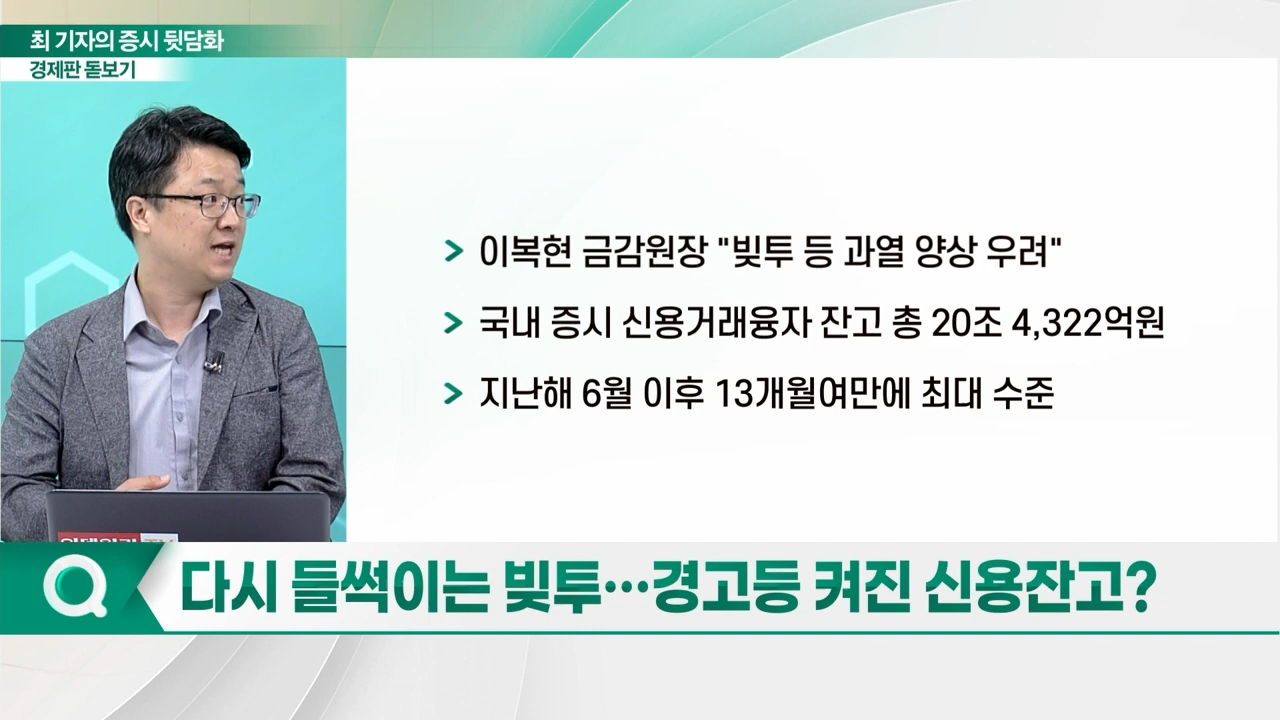 최 기자의 증시 뒷담화
경제판 돋보기
> 이복현 금감원장 "빚투 등 과열 양상 우려"
> 국내 증시 신용거래융자 잔고 총 20조 4,322억원
> 지난해 6월 이후 13개월여만에 최대 수준
다시 들썩이는 빚투…경고등 켜진 신용잔고?